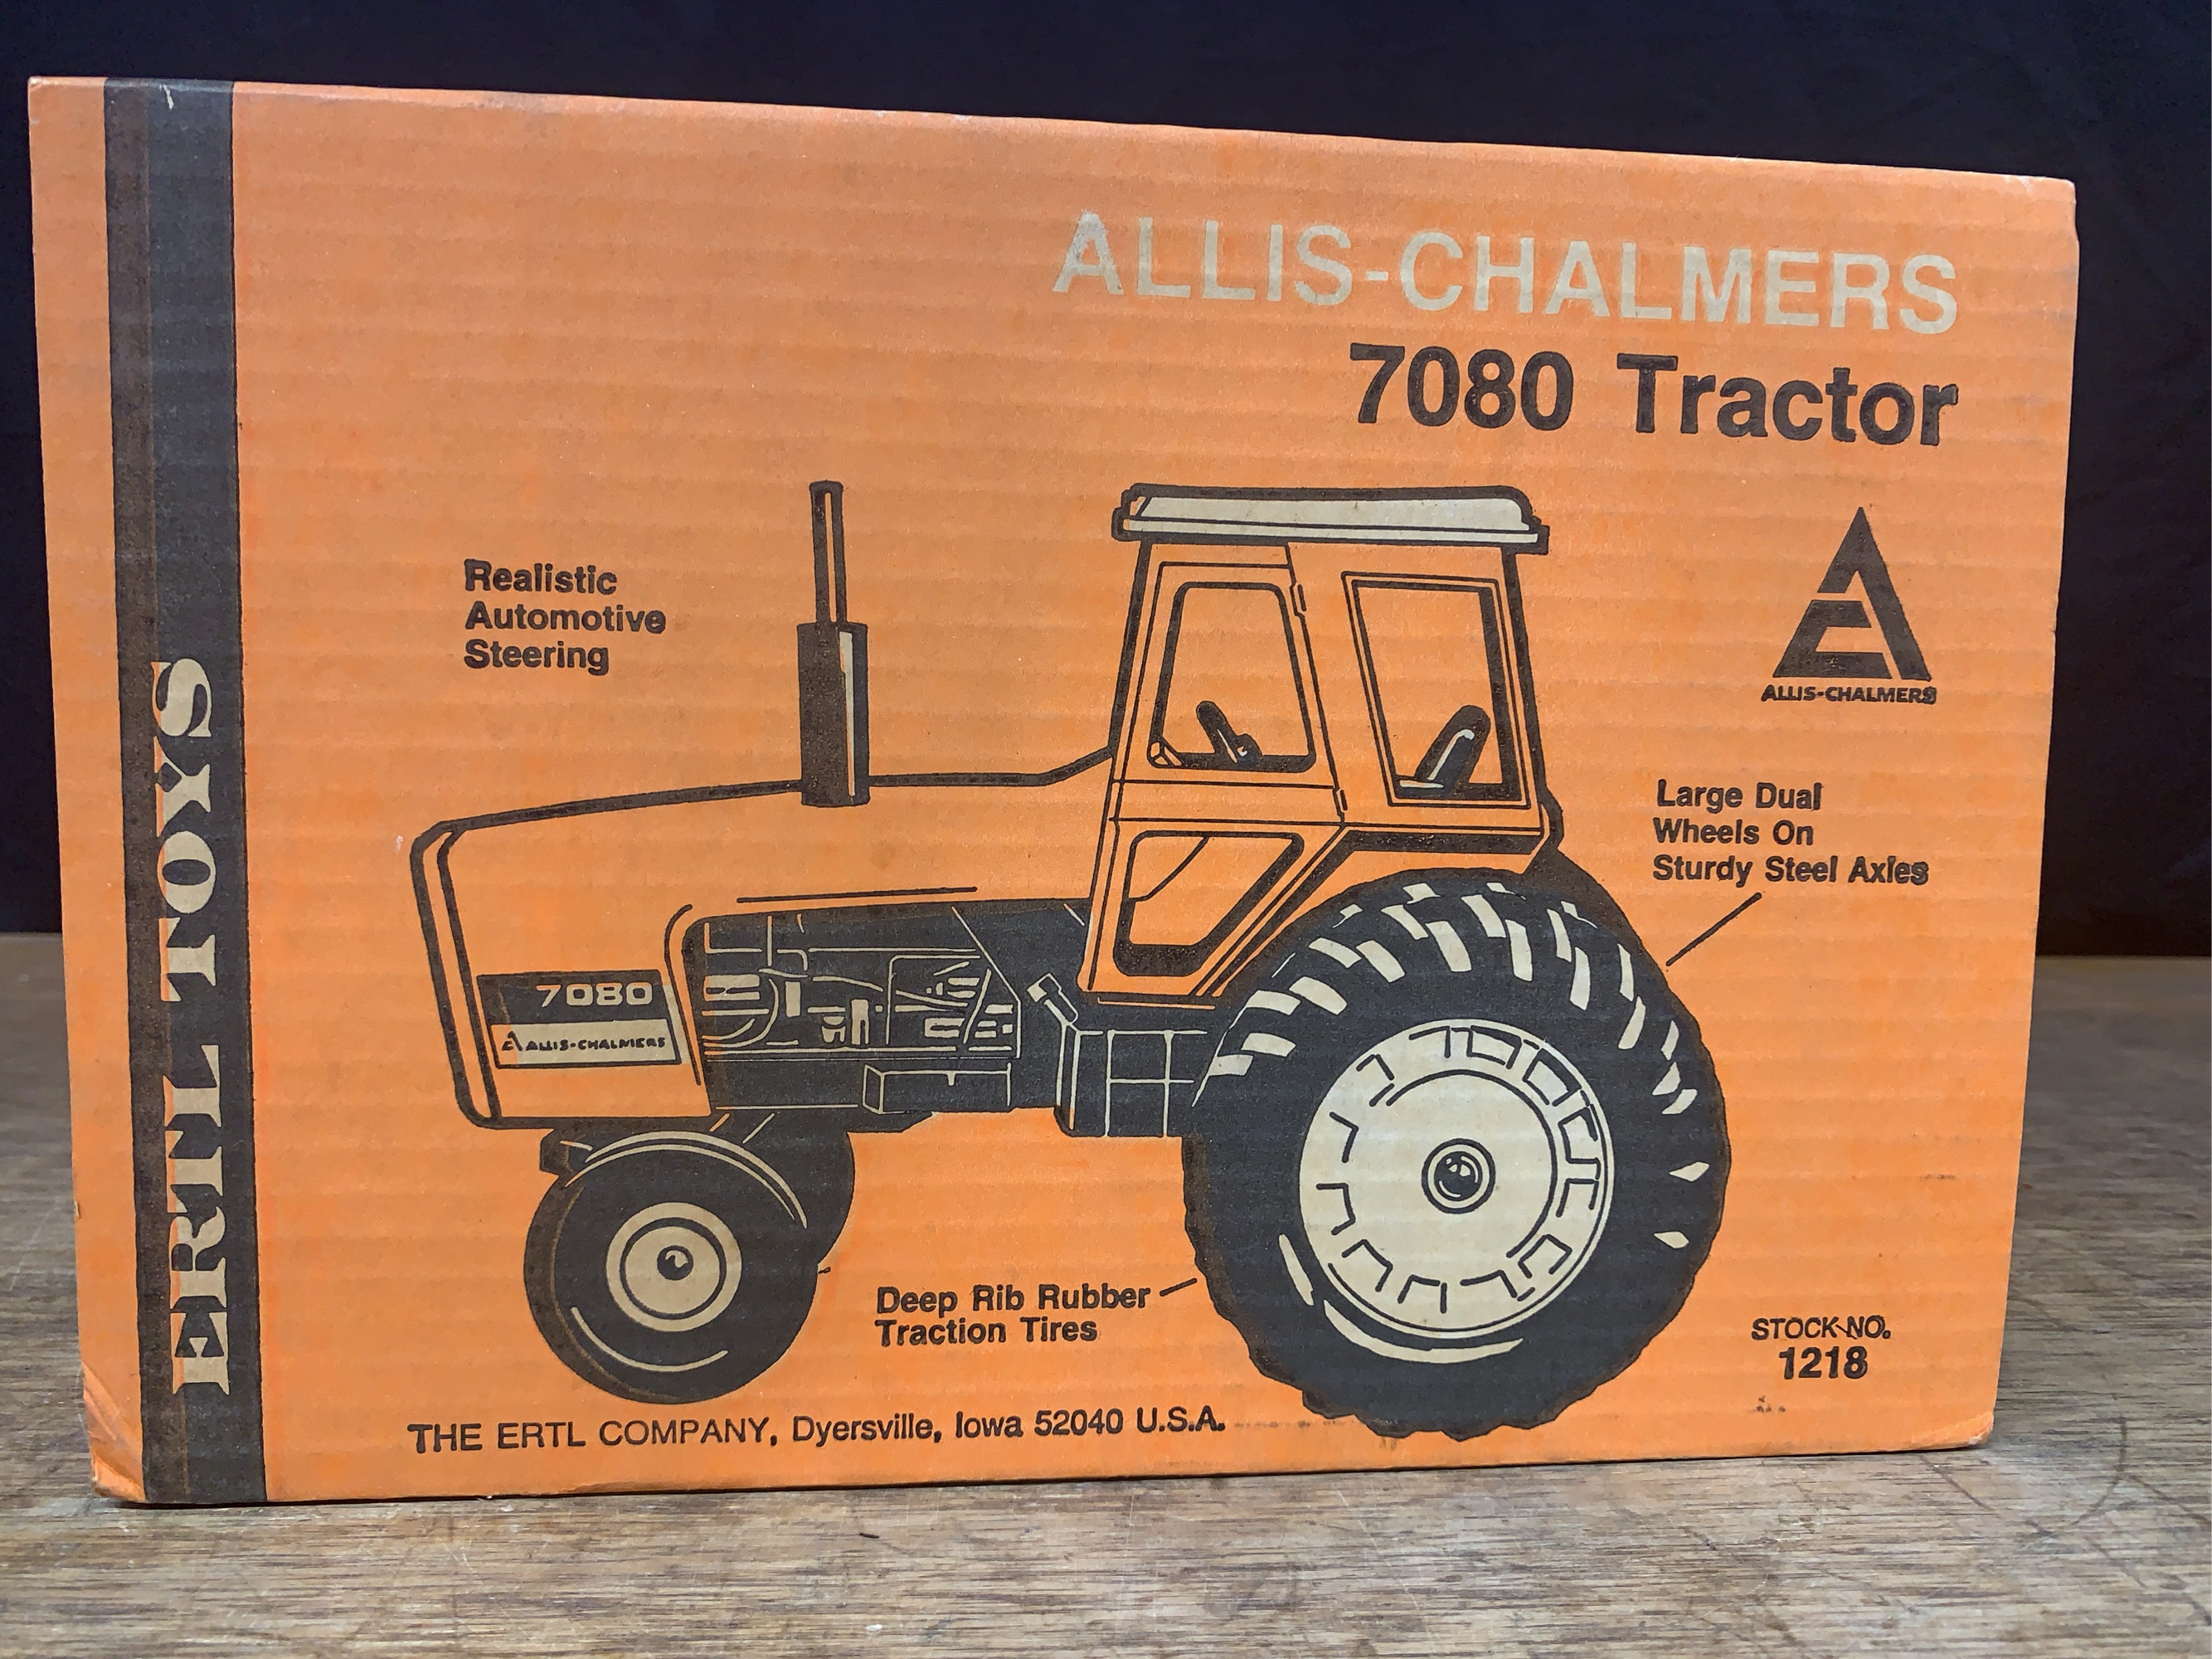 ERTL TOYS
ALLIS-CHALMERS
7080 Tractor
Realistic
Automotive
Steering
ALLIS-CHALMERS
Large Dual
Wheels On
Sturdy Steel Axles
7080
ALLIS-CHALMERS
Deep Rib Rubber
Traction Tires
STOCK NO.
1218
THE ERTL COMPANY, Dyersville, Iowa 52040 U.S.A.